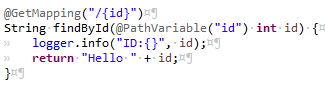 @GetMapping("/{id}")
String findById(@PathVariable("id") int id) {
    logger.info("ID:{}", id);
    return "Hello " + id;
}